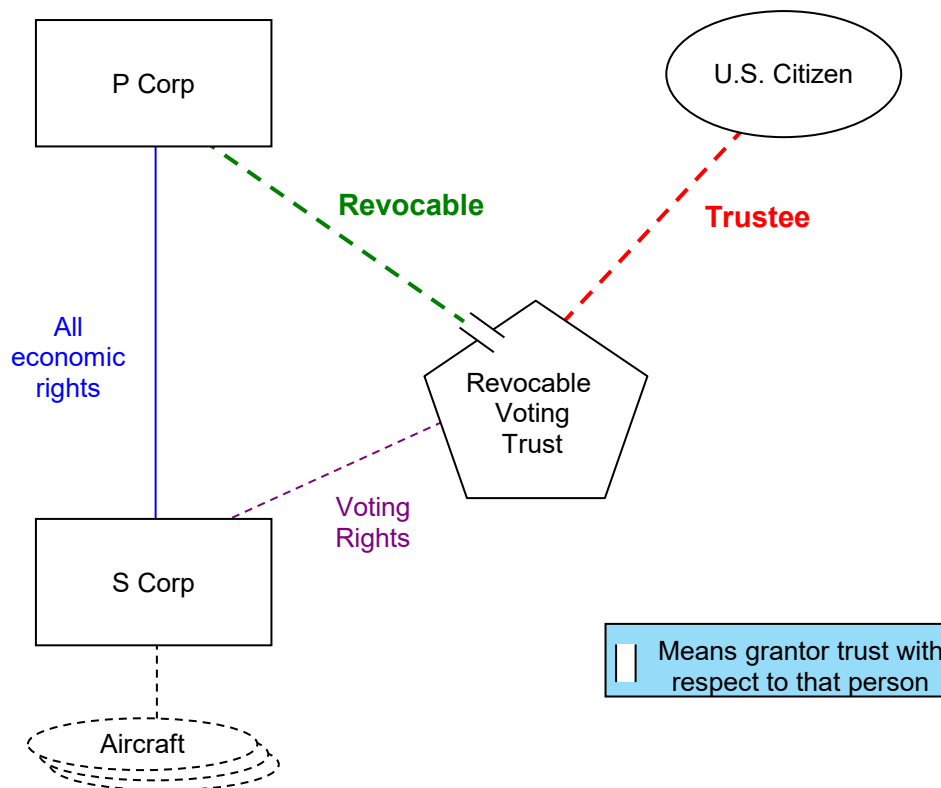 P Corp
U.S. Citizen
Revocable
Trustee
All
economic
rights
Revocable
Voting
Trust
Voting
Rights
S Corp
Means grantor trust with
respect to that person
Aircraft